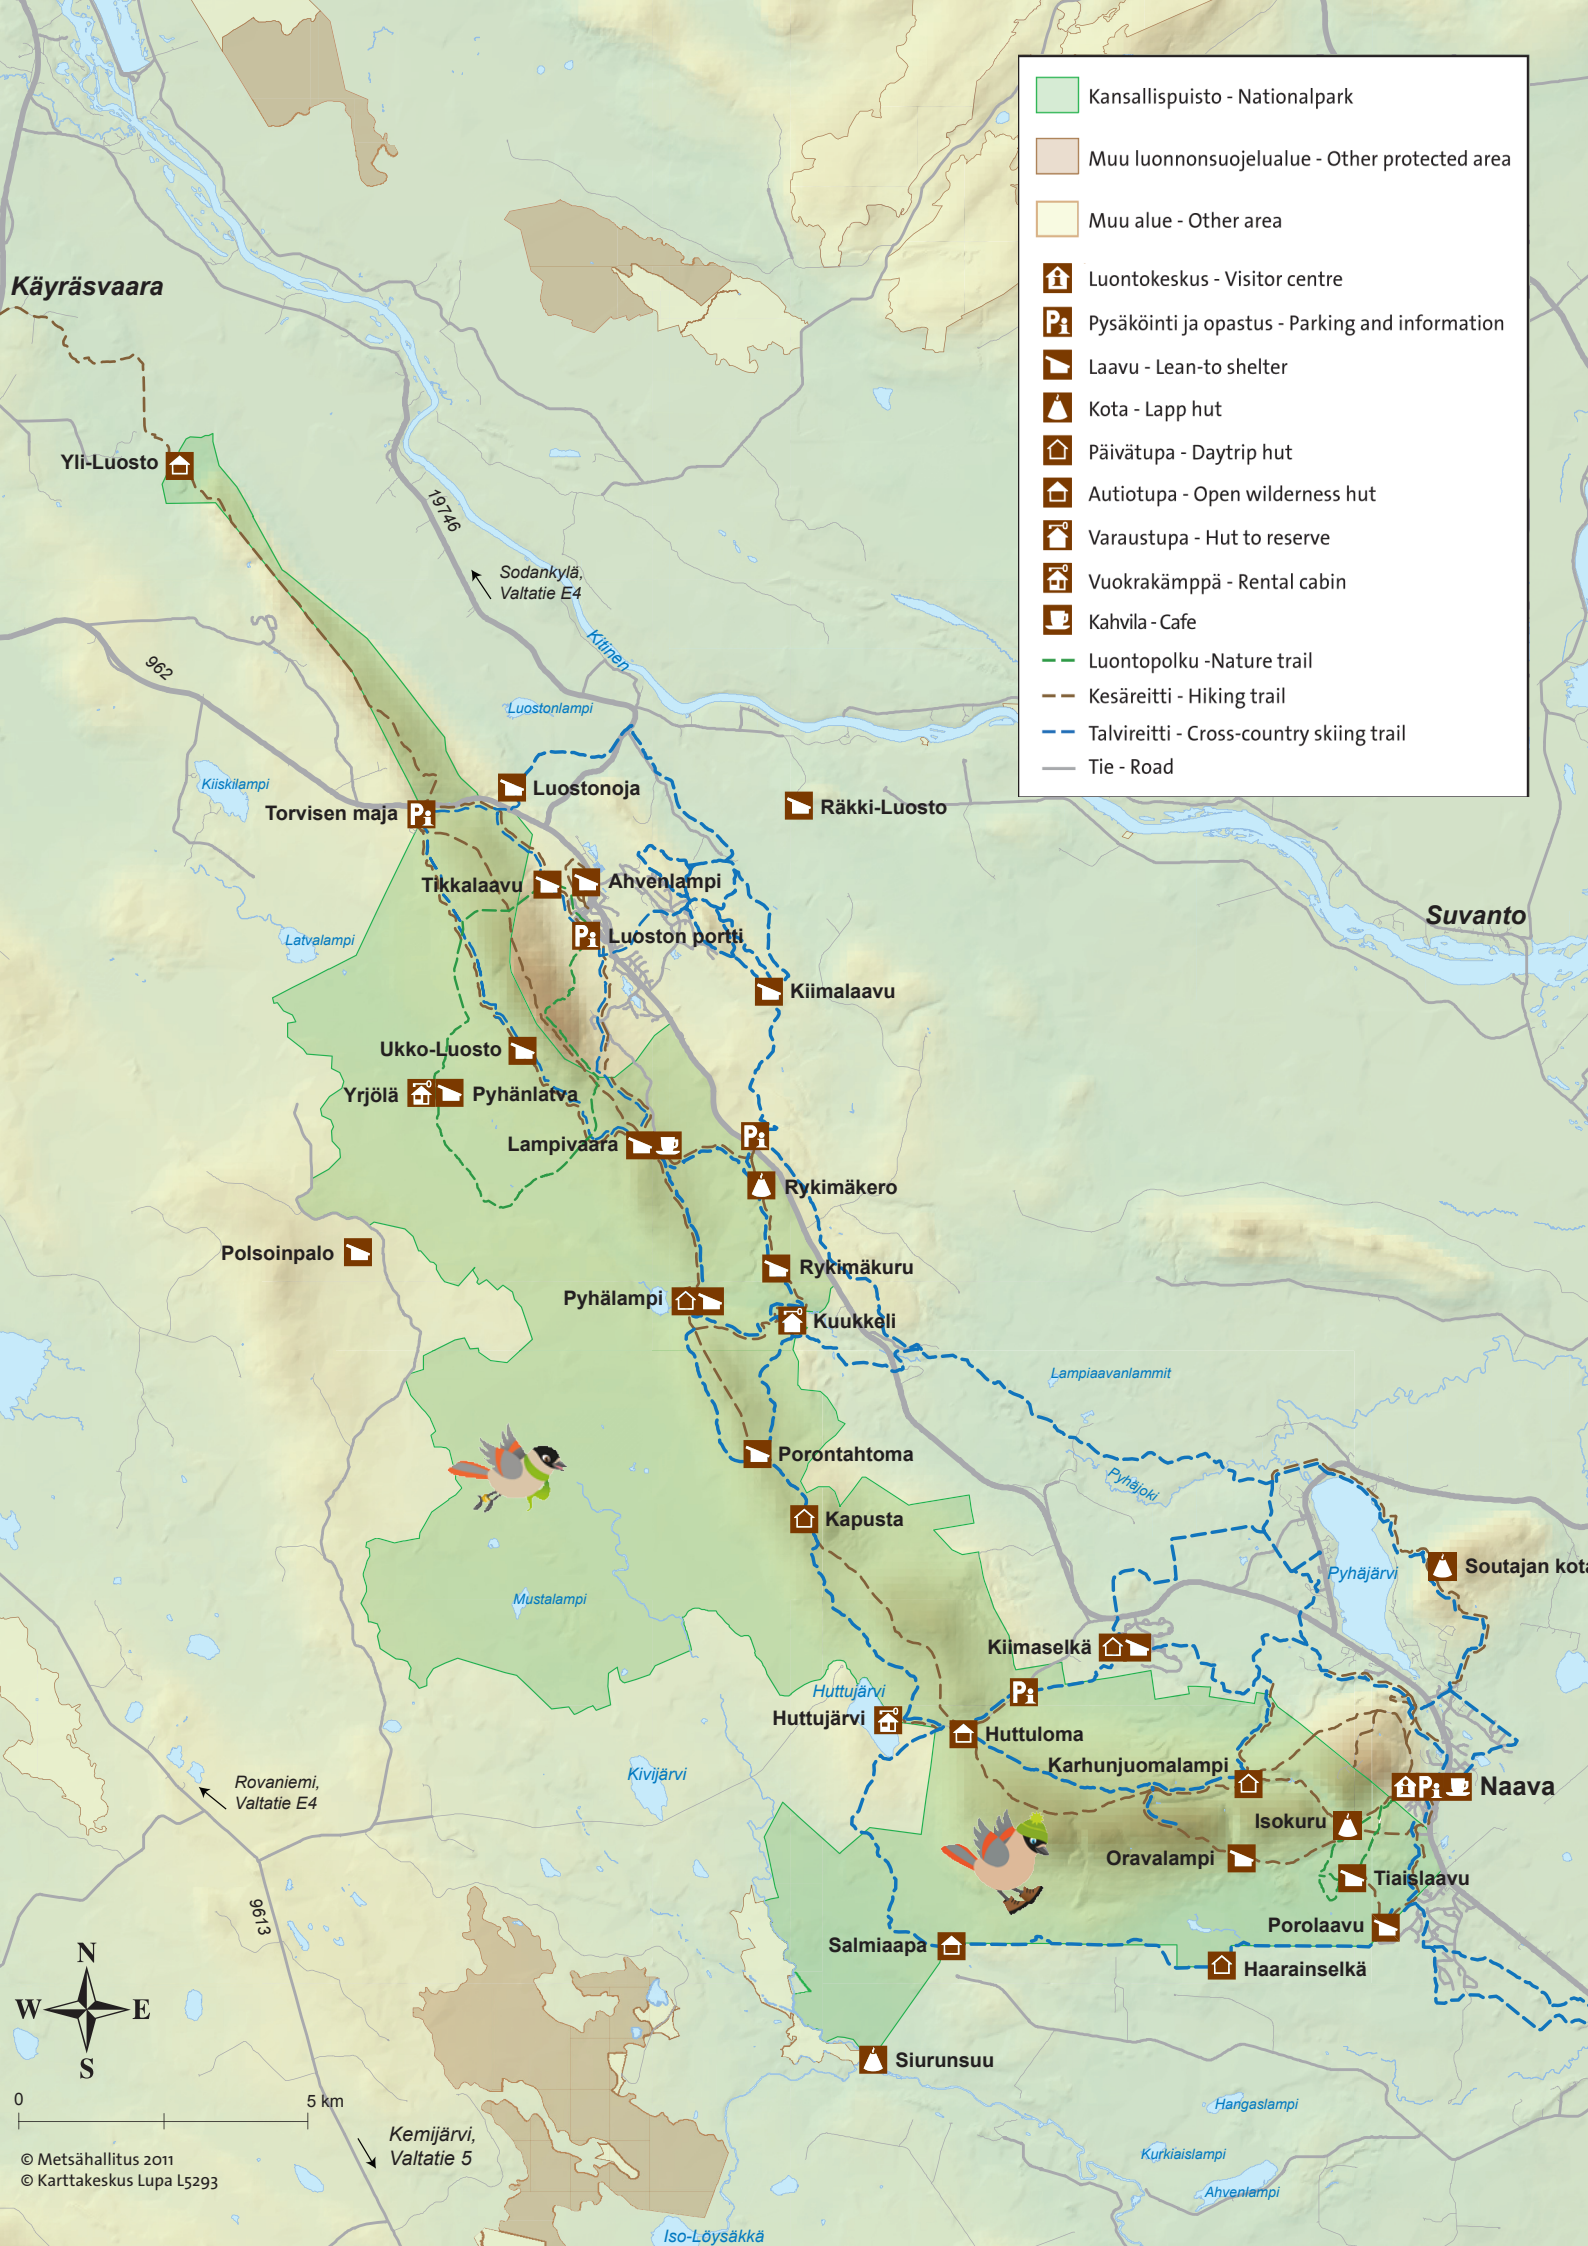 Kansallispuisto - Nationalpark
Muu luonnonsuojelualue - Other protected area
Muu alue - Other area
Luontokeskus - Visitor centre
Pysäköinti ja opastus - Parking and information
Laavu - Lean-to shelter
Kota - Lapp hut
Päivätupa - Daytrip hut
Autiotupa - Open wilderness hut
Varaustupa - Hut to reserve
Vuokrakämppä - Rental cabin
Kahvila - Cafe
Luontopolku -Nature trail
Kesäreitti - Hiking trail
Talvireitti - Cross-country skiing trail
Tie - Road
Käyräsvaara
Yli-Luosto
19746
Sodankylä,
Valtatie E4
Kitinen
962
Luostonlampi
Kiiskilampi
Luostonoja
Torvisen maja
Pi
Räkki-Luosto
Tikkalaavu
Ahvenlampi
Suvanto
Latvalampi
Pi
Luoston portti
Kiimalaavu
Ukko-Luosto
Yrjölä
Pyhänlatva
Lampivaara
Pi
Rykimäkero
Polsoinpalo
Rykimäkuru
Pyhälampi
Kuukkeli
Lampiaavanlammit
Porontahtoma
Pyhäjoki
Kapusta
Pyhäjärvi
Soutajan kota
Mustalampi
Kiimaselkä
Huttujärvi
Pi
Huttujärvi
Huttuloma
Karhunjuomalampi
Kivijärvi
Rovaniemi,
Valtatie E4
Pi
Naava
Isokuru
Oravalampi
Tiaislaavu
9613
Porolaavu
Salmiaapa
Haarainselkä
N
W
E
S
Siurunsuu
0
5 km
Hangaslampi
Kemijärvi,
Valtatie 5
Kurkiaislampi
© Metsähallitus 2011
© Karttakeskus Lupa L5293
Ahvenlampi
Iso-Löysäkkä